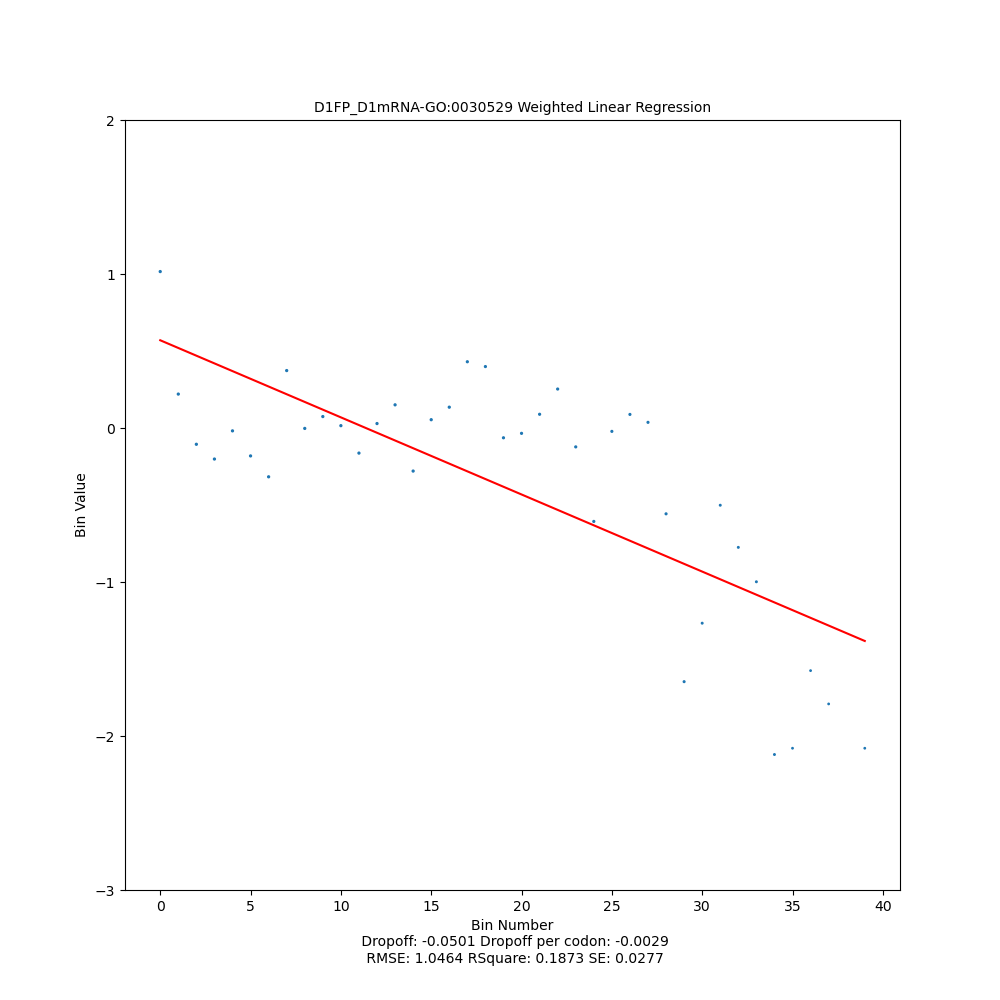 D1FP_D1mRNA-GO:0030529 Weighted Linear Regression
2
1
0
−1
−2
−3
Bin Value
0 5 10 15 20 25 30 35 40
Bin Number
Dropoff: -0.0501 Dropoff per codon: -0.0029
RMSE: 1.0464 RSquare: 0.1873 SE: 0.0277